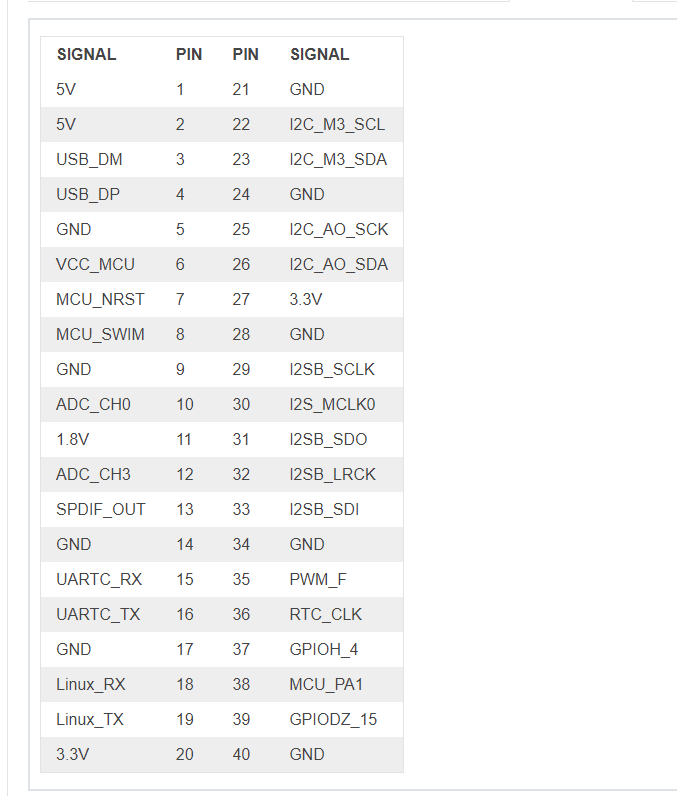 SIGNAL PIN PIN SIGNAL
5V 1 21 GND
5V 2 22 I2C_M3_SCL
USB_DM 3 23 I2C_M3_SDA
USB_DP 4 24 GND
GND 5 25 I2C_AO_SCK
VCC_MCU 6 26 I2C_AO_SDA
MCU_NRST 7 27 3.3V
MCU_SWIM 8 28 GND
GND 9 29 I2SB_SCLK
ADC_CH0 10 30 I2S_MCLK0
1.8V 11 31 I2SB_SDO
ADC_CH3 12 32 I2SB_LRCK
SPDIF_OUT 13 33 I2SB_SDI
GND 14 34 GND
UARTC_RX 15 35 PWM_F
UARTC_TX 16 36 RTC_CLK
GND 17 37 GPIOH_4
Linux_RX 18 38 MCU_PA1
Linux_TX 19 39 GPIODZ_15
3.3V 20 40 GND